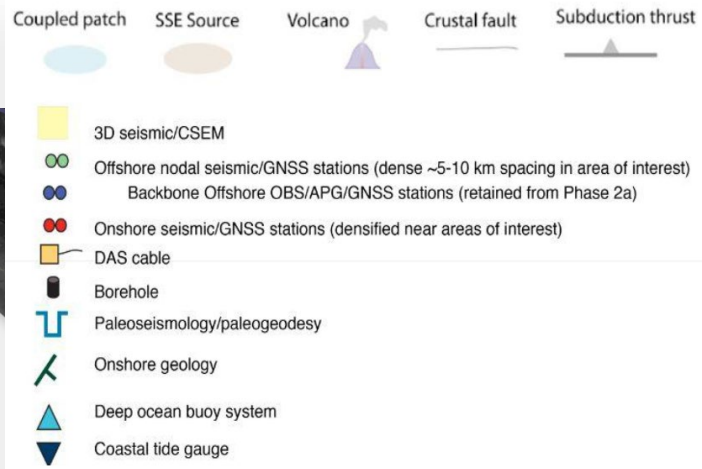 Coupled patch SSE Source Volcano Crustal fault Subduction thrust
3D seismic/CSEM
Offshore nodal seismic/GNSS stations (dense ~5-10 km spacing in area of interest)
Backbone Offshore OBS/APG/GNSS stations (retained from Phase 2a)
Onshore seismic/GNSS stations (densified near areas of interest)
DAS cable
Borehole
Paleoseismology/paleogeodesy
Onshore geology
Deep ocean buoy system
Coastal tide gauge